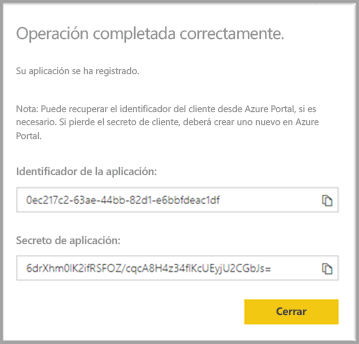 Operación completada correctamente.
Su aplicación se ha registrado.
Nota: Puede recuperar el identificador del cliente desde Azure Portal, si es
necesario. Si pierde el secreto de cliente, deberá crear uno nuevo en Azure
Portal.
Identificador de la aplicación:
0ec217c2-63ae-44bb-82d1-e6bbfdeac1df
Secreto de aplicación:
6drXhm0lK2ifRSFOZ/cqcA8H4z34flKcUEyjU2CGbJs=
Cerrar